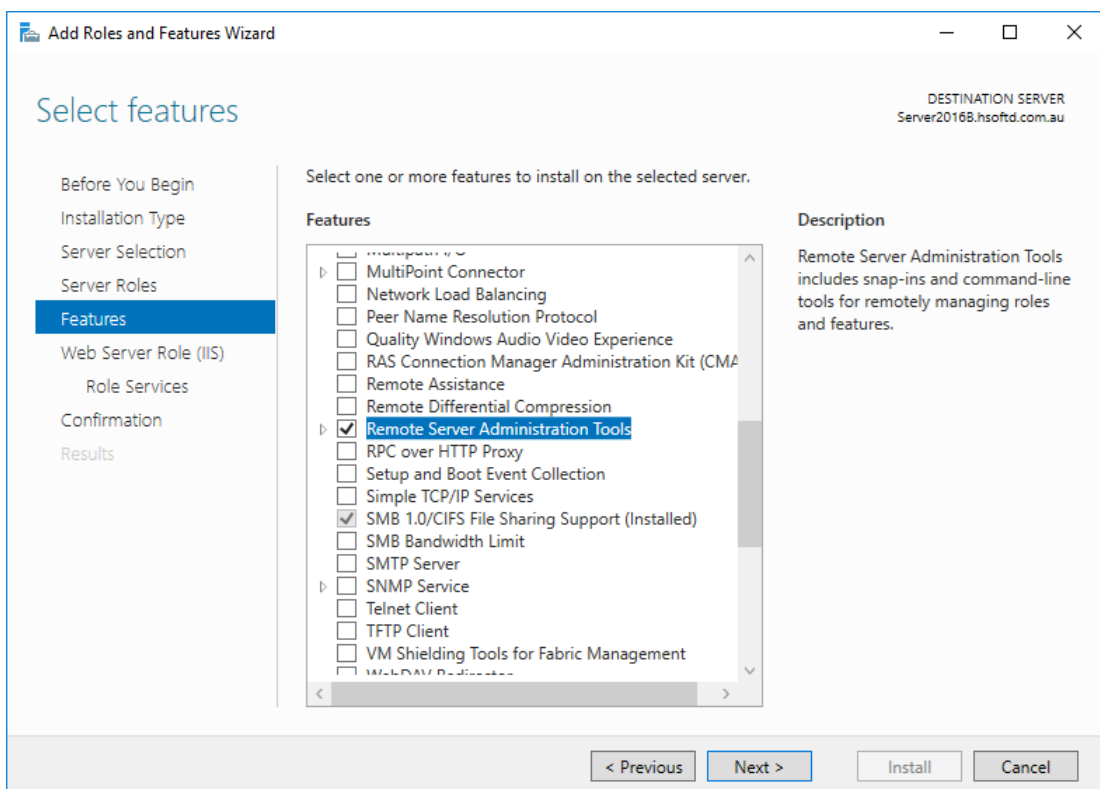 Add Roles and Features Wizard
Select features
DESTINATION SERVER
Server2016B.hsoftd.com.au
Before You Begin
Installation Type
Server Selection
Server Roles
Features
Web Server Role (IIS)
Role Services
Confirmation
Results
Select one or more features to install on the selected server.
Features
MultiPoint Connector
Network Load Balancing
Peer Name Resolution Protocol
Quality Windows Audio Video Experience
RAS Connection Manager Administration Kit (CMA
Remote Assistance
Remote Differential Compression
Remote Server Administration Tools
RPC over HTTP Proxy
Setup and Boot Event Collection
Simple TCP/IP Services
SMB 1.0/CIFS File Sharing Support (Installed)
SMB Bandwidth Limit
SMTP Server
SNMP Service
Telnet Client
TFTP Client
VM Shielding Tools for Fabric Management
Description
Remote Server Administration Tools
includes snap-ins and command-line
tools for remotely managing roles
and features.
< Previous
Next >
Install
Cancel